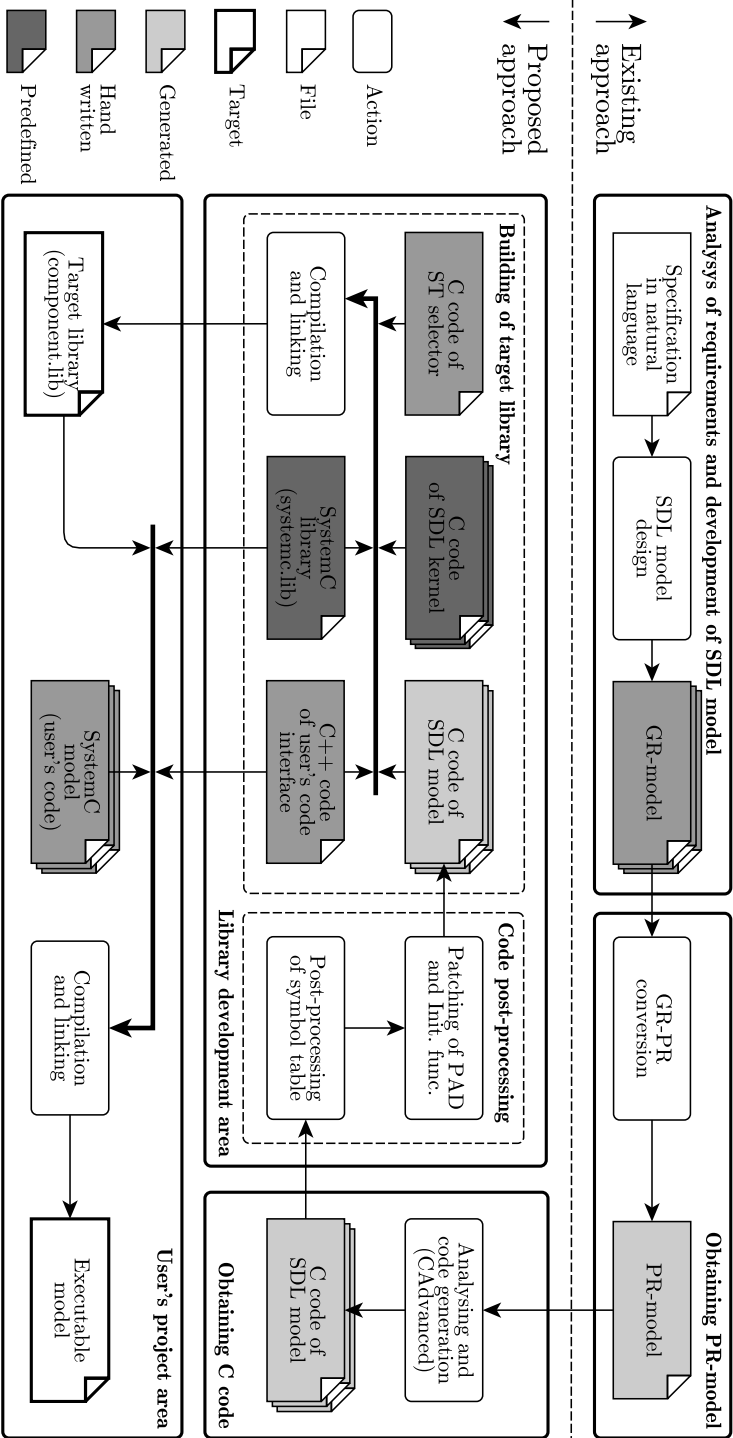 Existing
approach
Proposed
approach
Analysys of requirements and development of SDL model
Specification
in natural
language
SDL model
design
GR-model
Obtaining PR-model
GR-PR
conversion
PR-model
Building of target library
C code of
ST selector
C code
of SDL kernel
C code of
SDL model
Compilation
and linking
SystemC
library
(systemc.lib)
C++ code
of user's code
interface
Code post-processing
Patching of PAD
and Init. func.
Post-processing
of symbol table
Library development area
Analysing and
code generation
(CAdvanced)
C code of
SDL model
Obtaining C code
Target library
(component.lib)
SystemC
model
(user's code)
Compilation
and linking
Executable
model
User's project area
Action
File
Target
Generated
Hand
written
Predefined